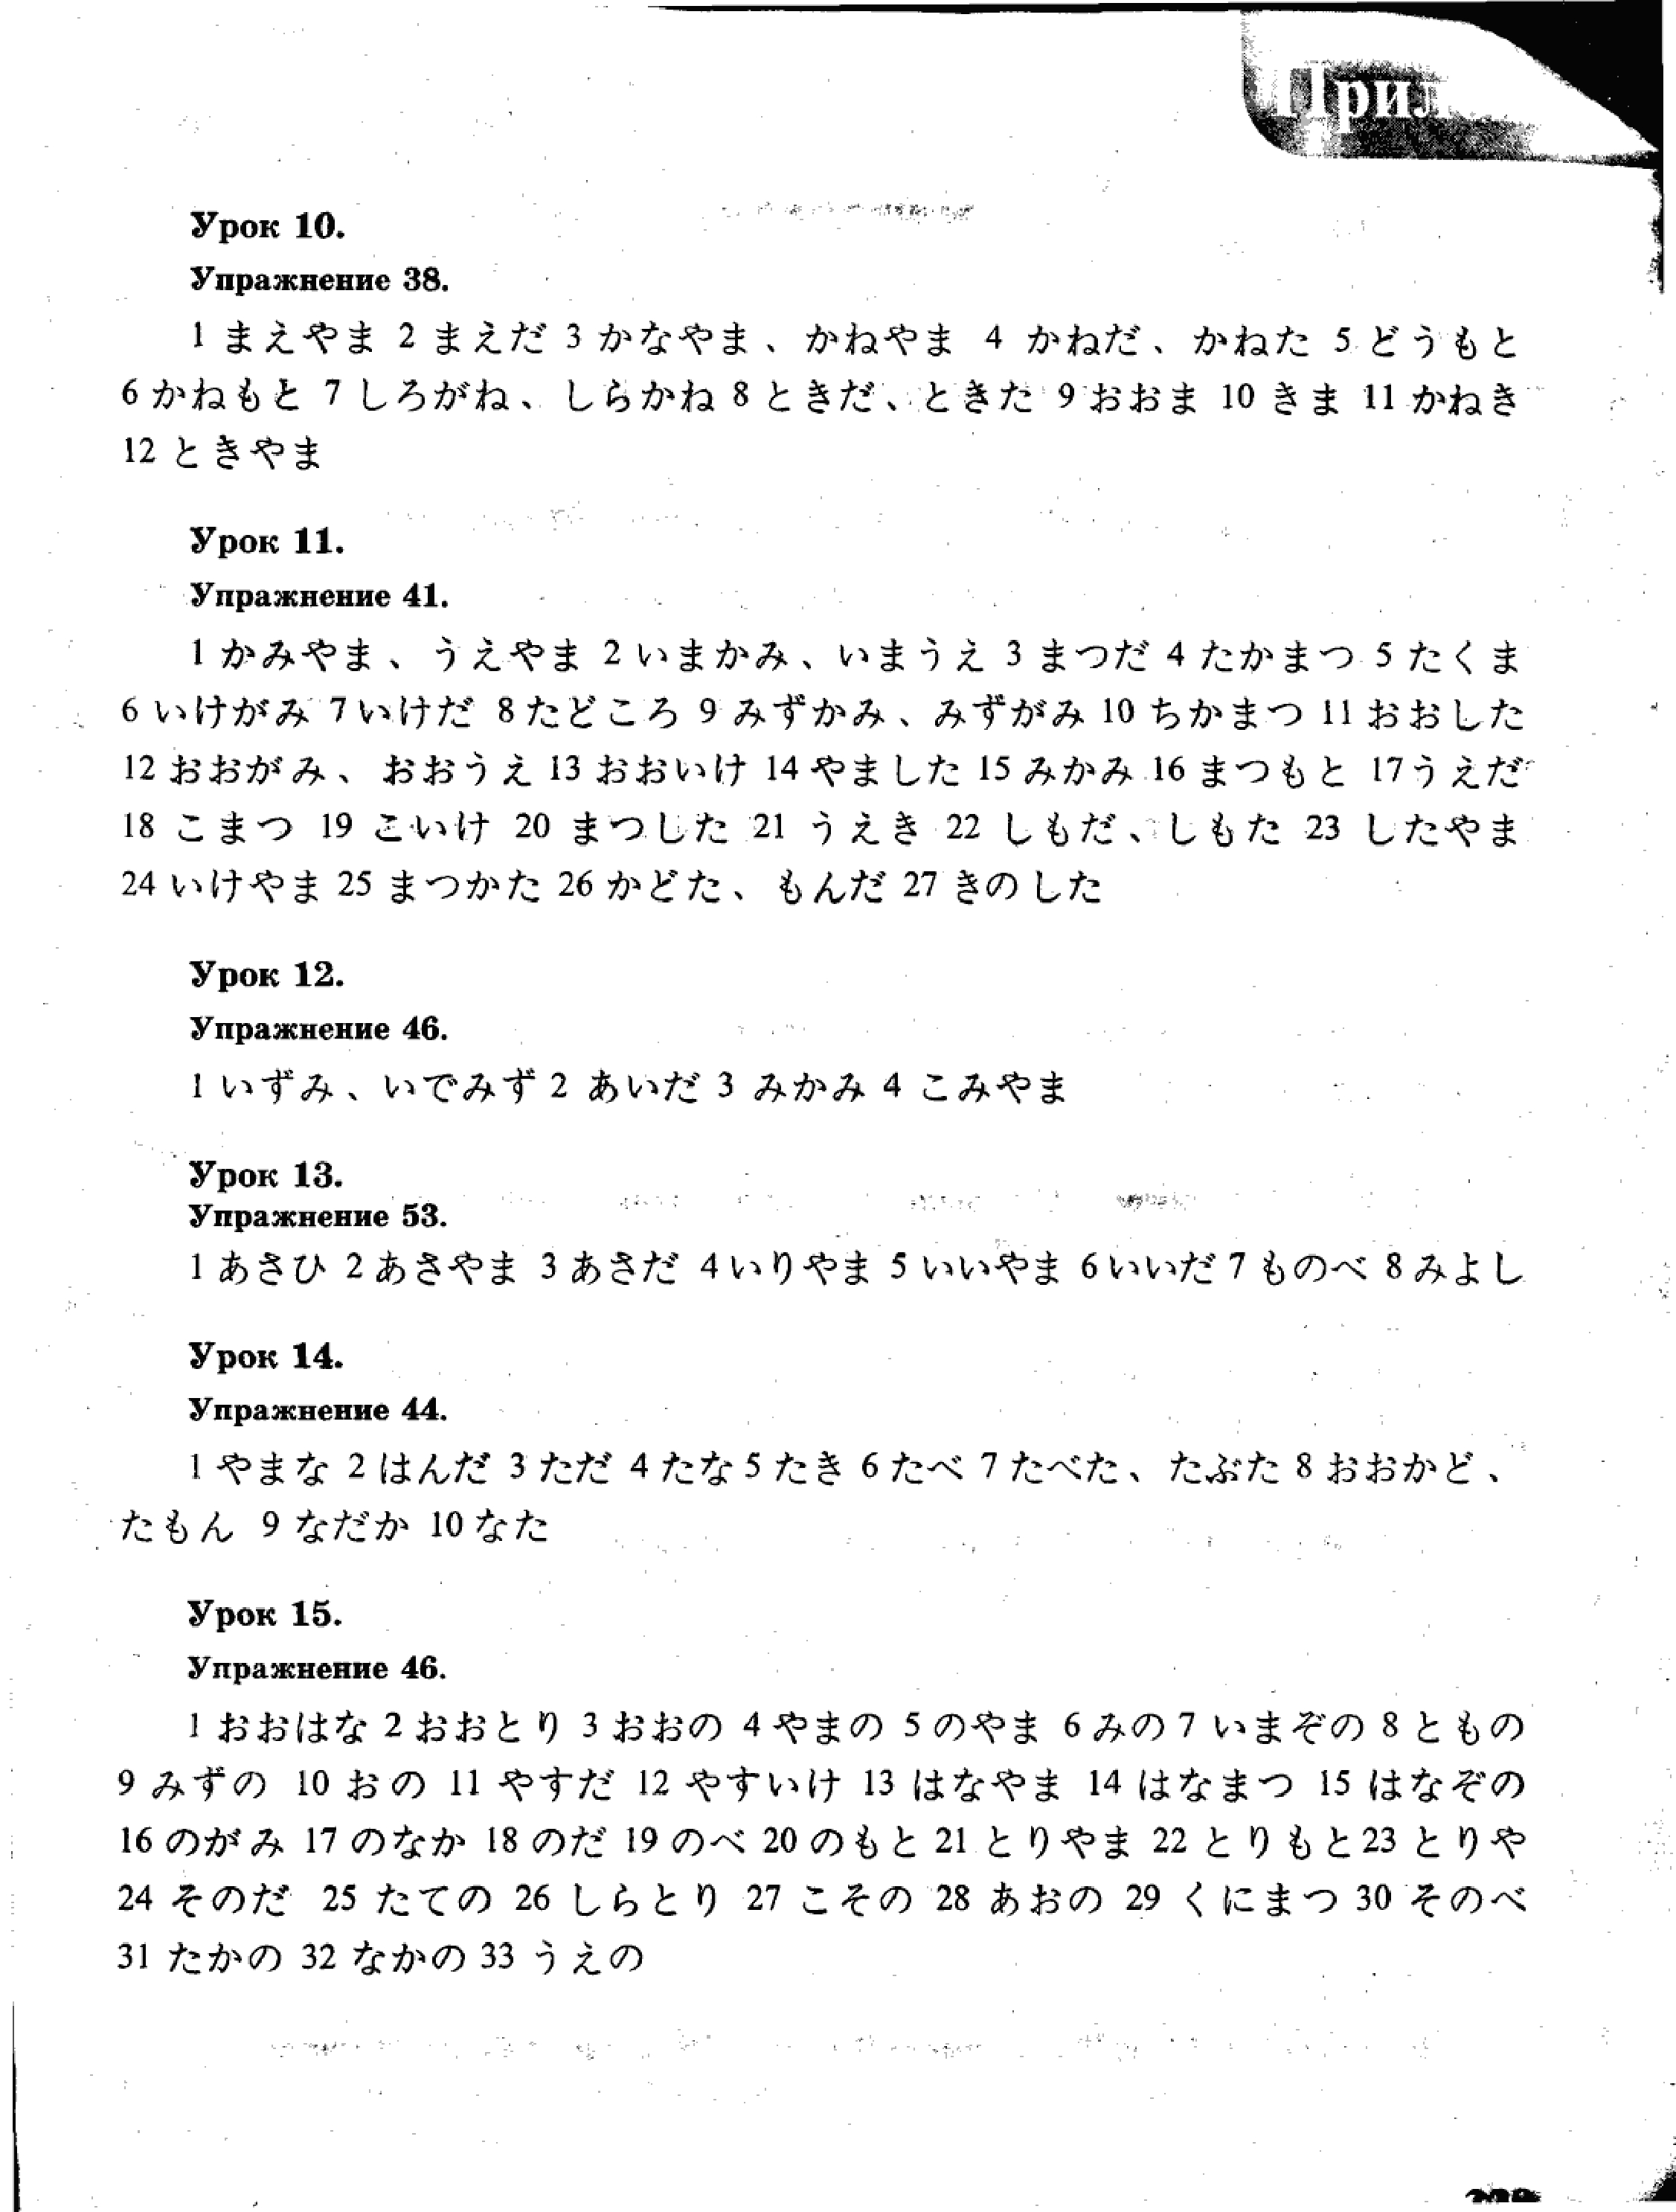 Урок 10.
Упражнение 38.
1 まえやま 2 まえだ 3 かなやま、かねやま 4 かねだ、かねた 5 どうもと
6 かねもと 7 しろがね、しらかね 8 ときだ、ときた 9 おおま 10 きま 11 かねき
12 ときやま
Урок 11.
Упражнение 41.
1 かみやま、うえやま 2 いまかみ、いまうえ 3 まつだ 4 たかまつ 5 たくま
6 いけがみ 7 いけだ 8 たどころ 9 みずかみ、みずがみ 10 ちかまつ 11 おおした
12 おおがみ、おおうえ 13 おおいけ 14 やました 15 みかみ 16 まつもと 17 うえだ
18 こまつ 19 こいけ 20 まつした 21 うえき 22 しもだ、しもた 23 したやま
24 いけやま 25 まつかた 26 かどた、もんだ 27 きのした
Урок 12.
Упражнение 46.
1 いずみ、いでみず 2 あいだ 3 みかみ 4 こみやま
Урок 13.
Упражнение 53.
1 あさひ 2 あさやま 3 あさだ 4 いりやま 5 いいやま 6 いいだ 7 ものべ 8 みよし
Урок 14.
Упражнение 44.
1 やまな 2 はんだ 3 ただ 4 たな 5 たき 6 たべ 7 たべた、たぶた 8 おおかど、
たもん 9 なだか 10 なた
Урок 15.
Упражнение 46.
1 おおはな 2 おおとり 3 おおの 4 やまの 5 のやま 6 みの 7 いまぞの 8 ともの
9 みずの 10 おの 11 やすだ 12 やすいけ 13 はなやま 14 はなまつ 15 はなぞの
16 のがみ 17 のなか 18 のだ 19 のべ 20 のもと 21 とりやま 22 とりもと 23 とりや
24 そのだ 25 たての 26 しらとり 27 こその 28 あおの 29 くにまつ 30 そのべ
31 たかの 32 なかの 33 うえの